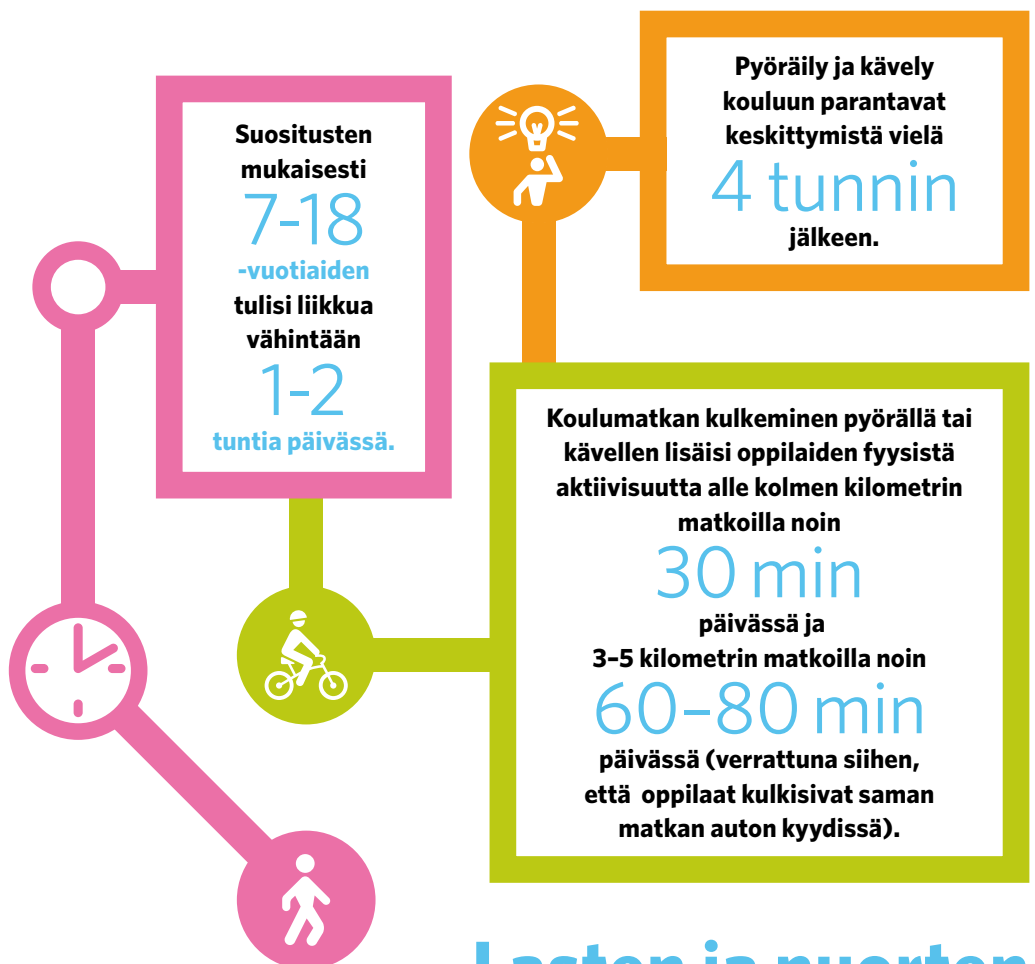 Suositusten
mukaisesti
7-18
-vuotiaiden
tulisi liikkua
vähintään
1-2
tuntia päivässä.
Pyöräily ja kävely
kouluun parantavat
keskittymistä vielä
4 tunnin
jälkeen.
Koulumatkan kulkeminen pyörällä tai
kävellen lisäisi oppilaiden fyysistä
aktiivisuutta alle kolmen kilometrin
matkoilla noin
30 min
päivässä ja
3–5 kilometrin matkoilla noin
60–80 min
päivässä (verrattuna siihen,
että oppilaat kulkisivat saman
matkan auton kyydissä).
Lasten ja nuorten